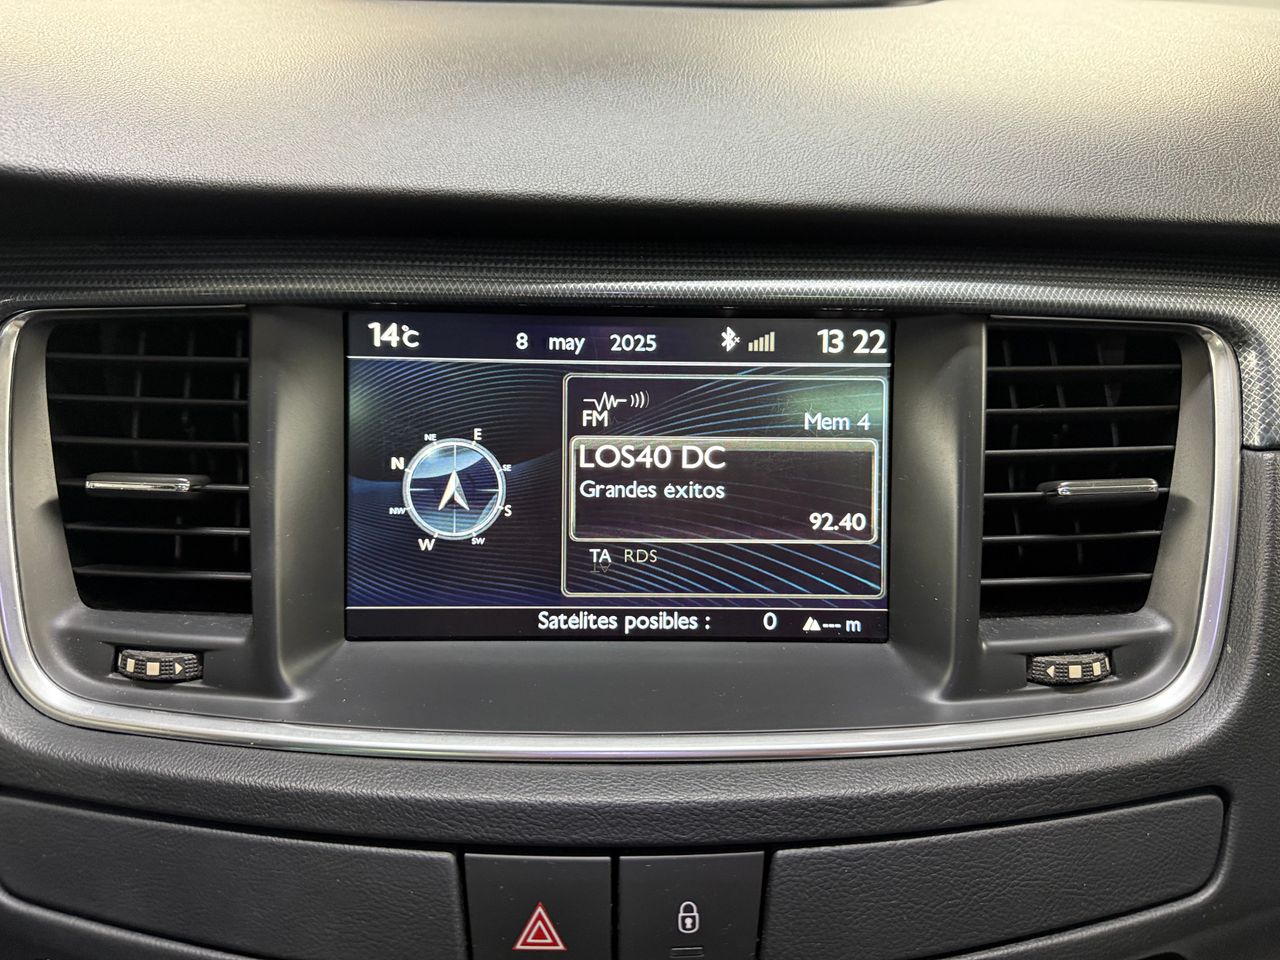 14°C 8 may 2025 13 22
FM
Mem 4
LOS40 DC
Grandes éxitos
92.40
TA RDS
NE E
N SE
NW S
W SW
Satélites posibles : 0 --- m